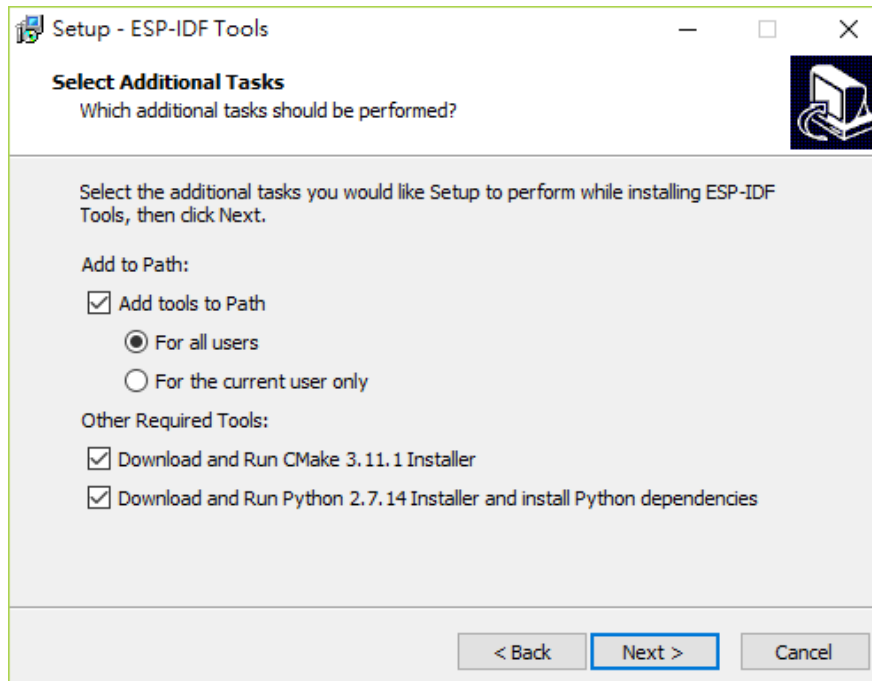 Setup - ESP-IDF Tools
Select Additional Tasks
Which additional tasks should be performed?
Select the additional tasks you would like Setup to perform while installing ESP-IDF
Tools, then click Next.
Add to Path:
Add tools to Path
For all users
For the current user only
Other Required Tools:
Download and Run CMake 3.11.1 Installer
Download and Run Python 2.7.14 Installer and install Python dependencies
< Back Next > Cancel